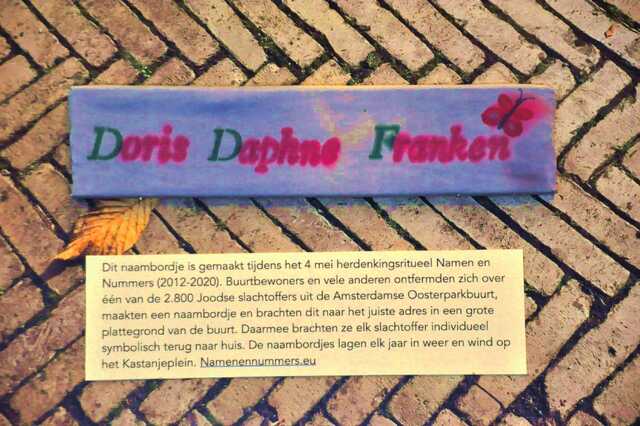 Doris Daphne Franken
Dit naambordje is gemaakt tijdens het 4 mei herdenkingsritueel Namen en
Nummers (2012-2020). Buurtbewoners en vele anderen ontfermden zich over
één van de 2.800 Joodse slachtoffers uit de Amsterdamse Oosterparkbuurt,
maakten een naambordje en brachten dit naar het juiste adres in een grote
plattegrond van de buurt. Daarmee brachten ze elk slachtoffer individueel
symbolisch terug naar huis. De naambordjes lagen elk jaar in weer en wind op
het Kastanjeplein. Namenennummers.eu